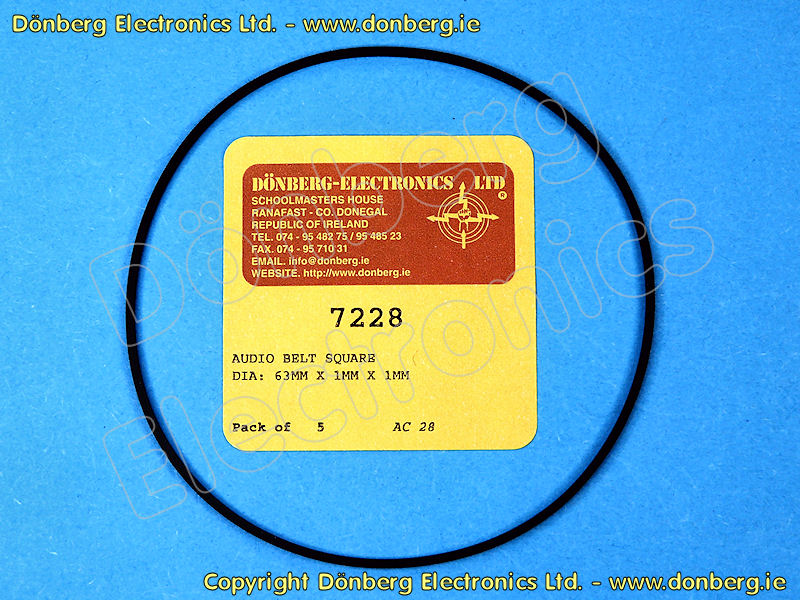 Dönberg Electronics Ltd. - www.donberg.ie
DÖNBERG-ELECTRONICS LTD ®
SCHOOLMASTERS HOUSE
RANAFAST - CO. DONEGAL
REPUBLIC OF IRELAND
TEL. 074 - 95 482 75 / 95 485 23
FAX. 074 - 95 710 31
EMAIL. info@donberg.ie
WEBSITE. http://www.donberg.ie
7228
AUDIO BELT SQUARE
DIA: 63MM X 1MM X 1MM
Pack of 5 AC 28
Dönberg
Electronics
Copyright Dönberg Electronics Ltd. - www.donberg.ie